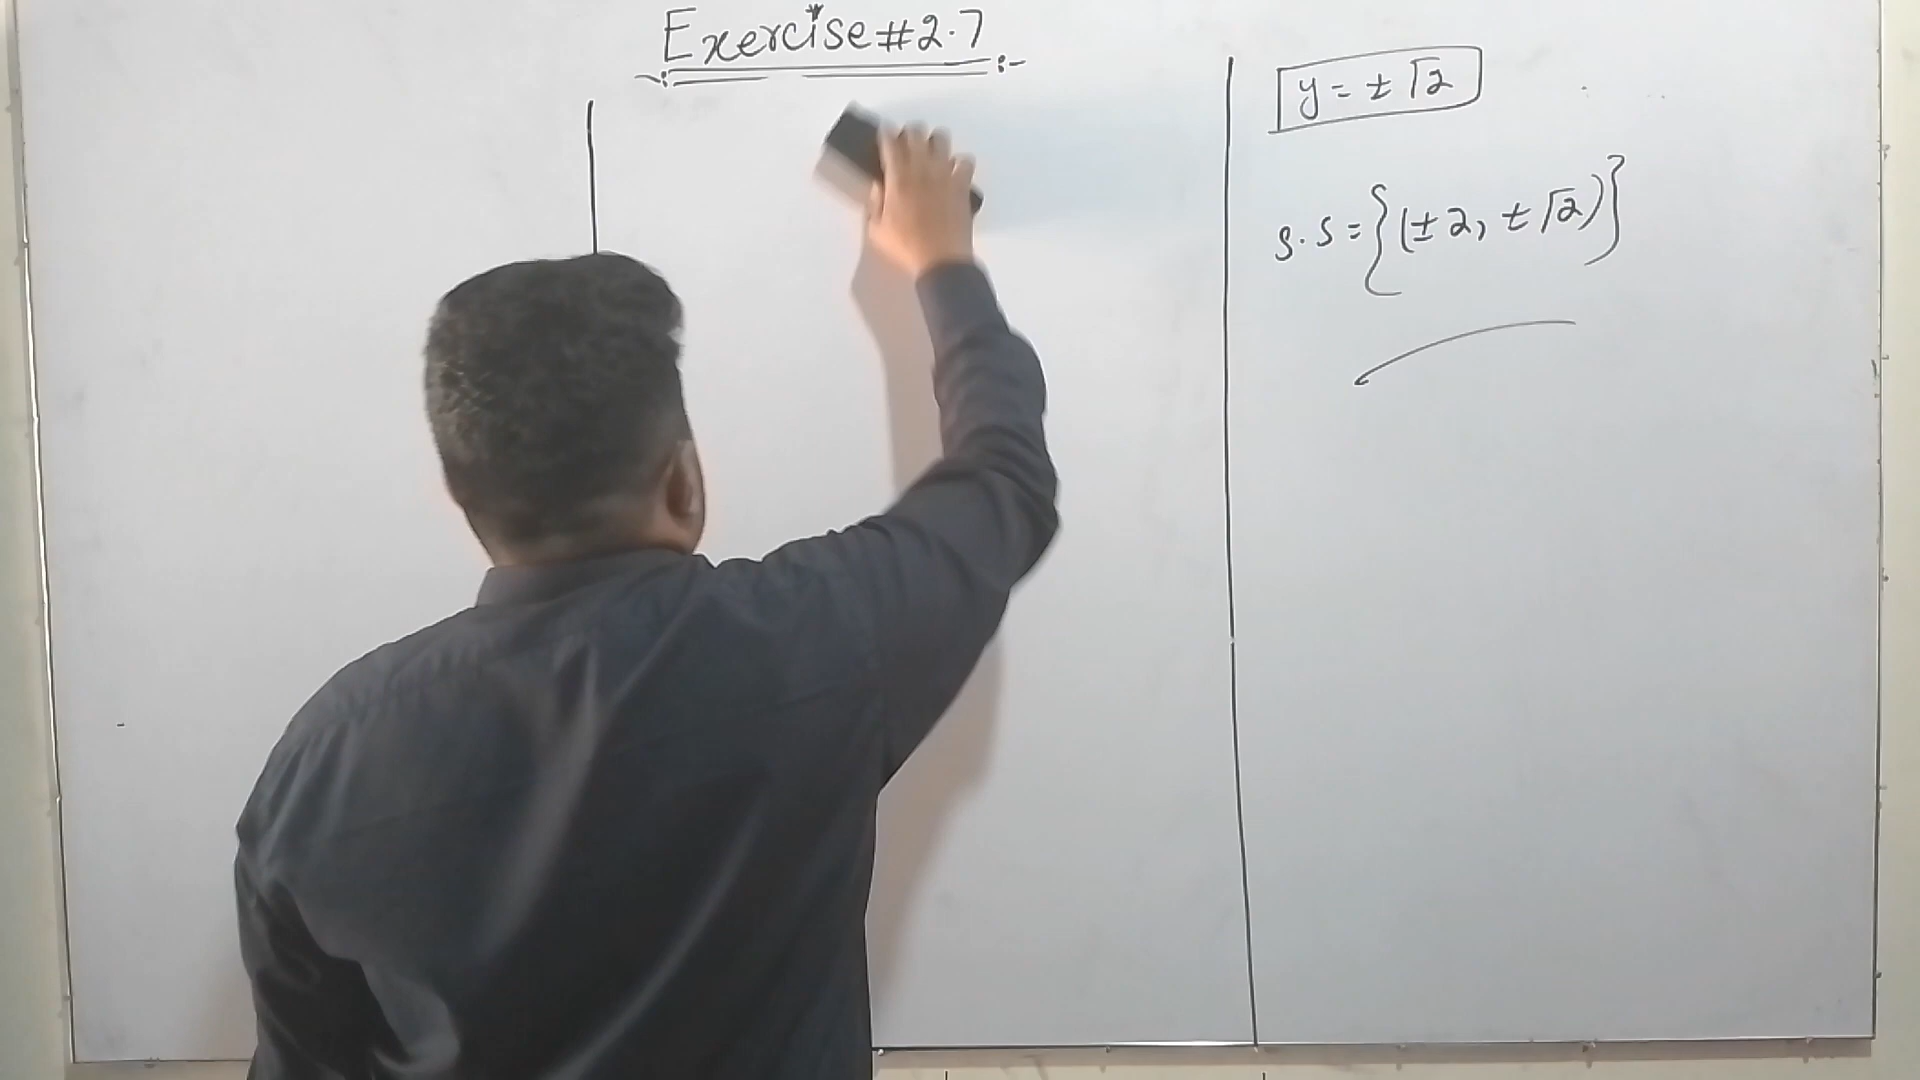 Exercise #2.7
y = ± √2
S.S = {(±2, ±√2)}